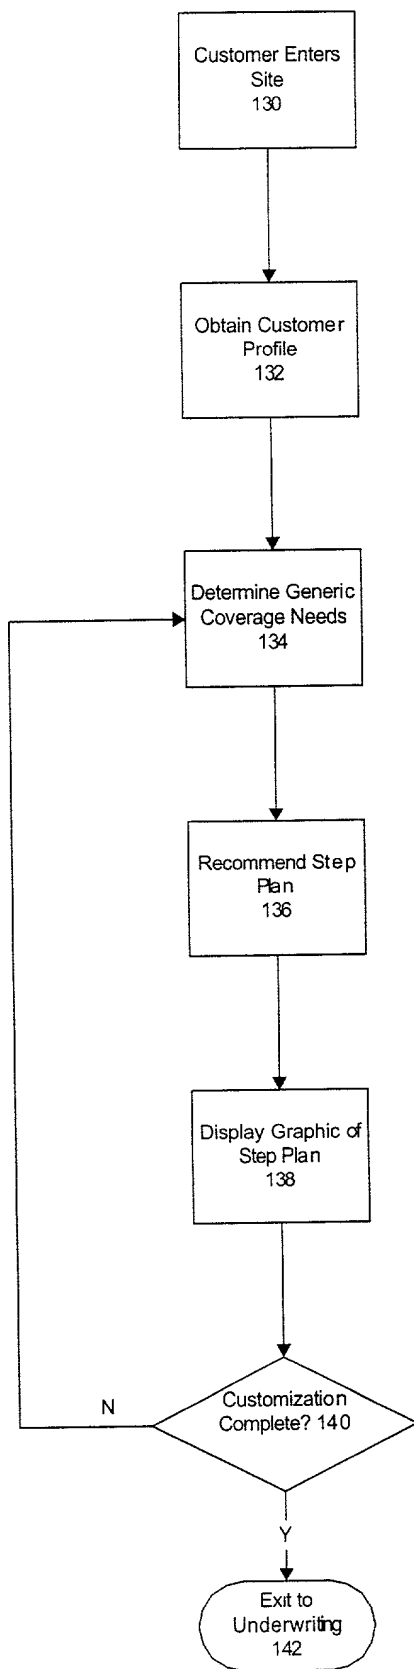 Customer Enters
Site
130
Obtain Customer
Profile
132
Determine Generic
Coverage Needs
134
Recommend Step
Plan
136
Display Graphic of
Step Plan
138
Customization
Complete? 140
N
Y
Exit to
Underwriting
142